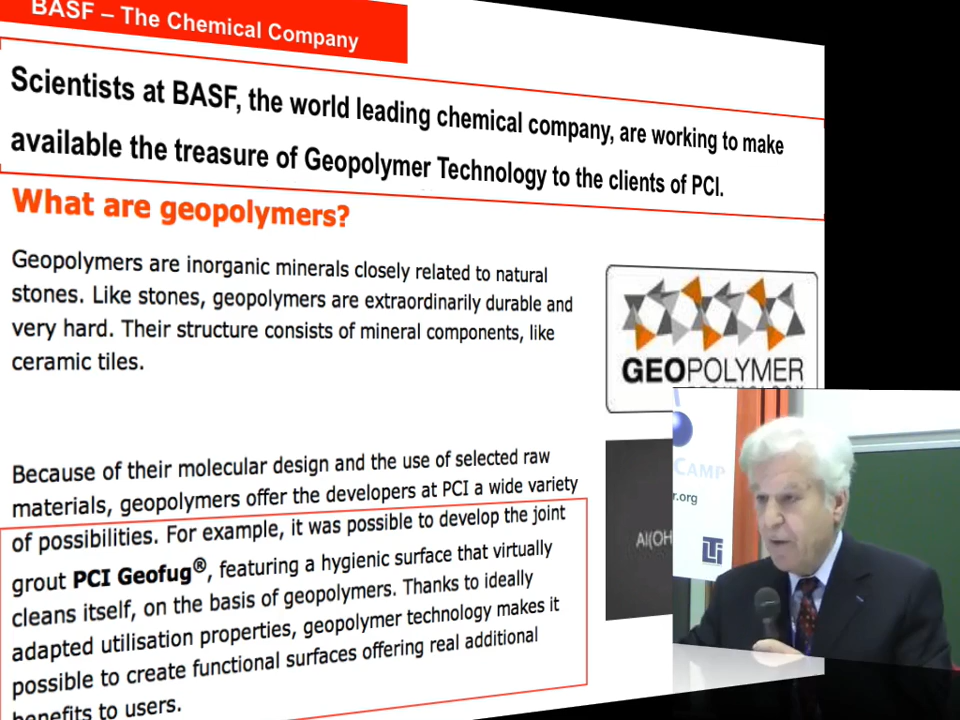 BASF – The Chemical Company
Scientists at BASF, the world leading chemical company, are working to make
available the treasure of Geopolymer Technology to the clients of PCI.
What are geopolymers?
Geopolymers are inorganic minerals closely related to natural
stones. Like stones, geopolymers are extraordinarily durable and
very hard. Their structure consists of mineral components, like
ceramic tiles.
GEOPOLYMER
TECHNOLOGY
Because of their molecular design and the use of selected raw
materials, geopolymers offer the developers at PCI a wide variety
of possibilities. For example, it was possible to develop the joint
grout PCI Geofug®, featuring a hygienic surface that virtually
cleans itself, on the basis of geopolymers. Thanks to ideally
adapted utilisation properties, geopolymer technology makes it
possible to create functional surfaces offering real additional
benefits to users.
Al(OH
CAMP
r.org